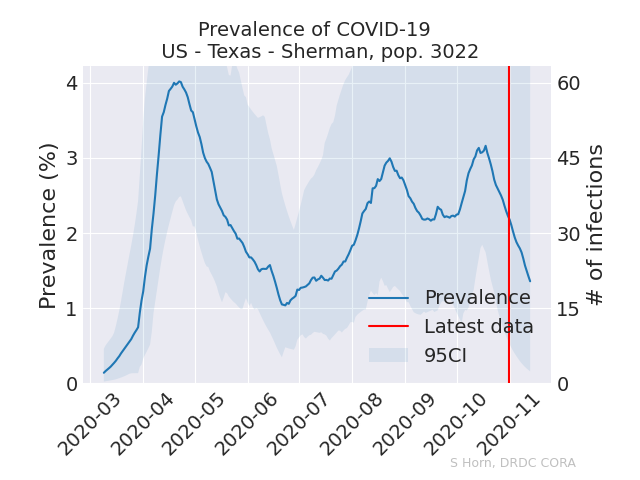 Prevalence of COVID-19
US - Texas - Sherman, pop. 3022
Prevalence (%)
4
3
2
1
0
60
45
30
15
0
# of infections
Prevalence
Latest data
95CI
2020-03
2020-04
2020-05
2020-06
2020-07
2020-08
2020-09
2020-10
2020-11
S Horn, DRDC CORA